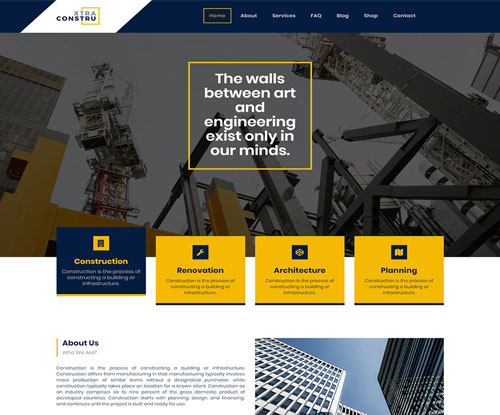 XTRA
CONSTRU
Home About Services FAQ Blog Shop Contact
The walls
between art
and
engineering
exist only in
our minds.
Construction
Construction is the process of
constructing a building or
infrastructure.
Renovation
Construction is the process of
constructing a building or
infrastructure.
Architecture
Construction is the process of
constructing a building or
infrastructure.
Planning
Construction is the process of
constructing a building or
infrastructure.
About Us
Who We Are?
Construction is the process of constructing a building or infrastructure.
Construction differs from manufacturing in that manufacturing typically involves
mass production of similar items without a designated purchaser, while
construction typically takes place on location for a known client. Construction as
an industry comprises six to nine percent of the gross domestic product of
developed countries. Construction starts with planning, design, and financing;
and continues until the project is built and ready for use.